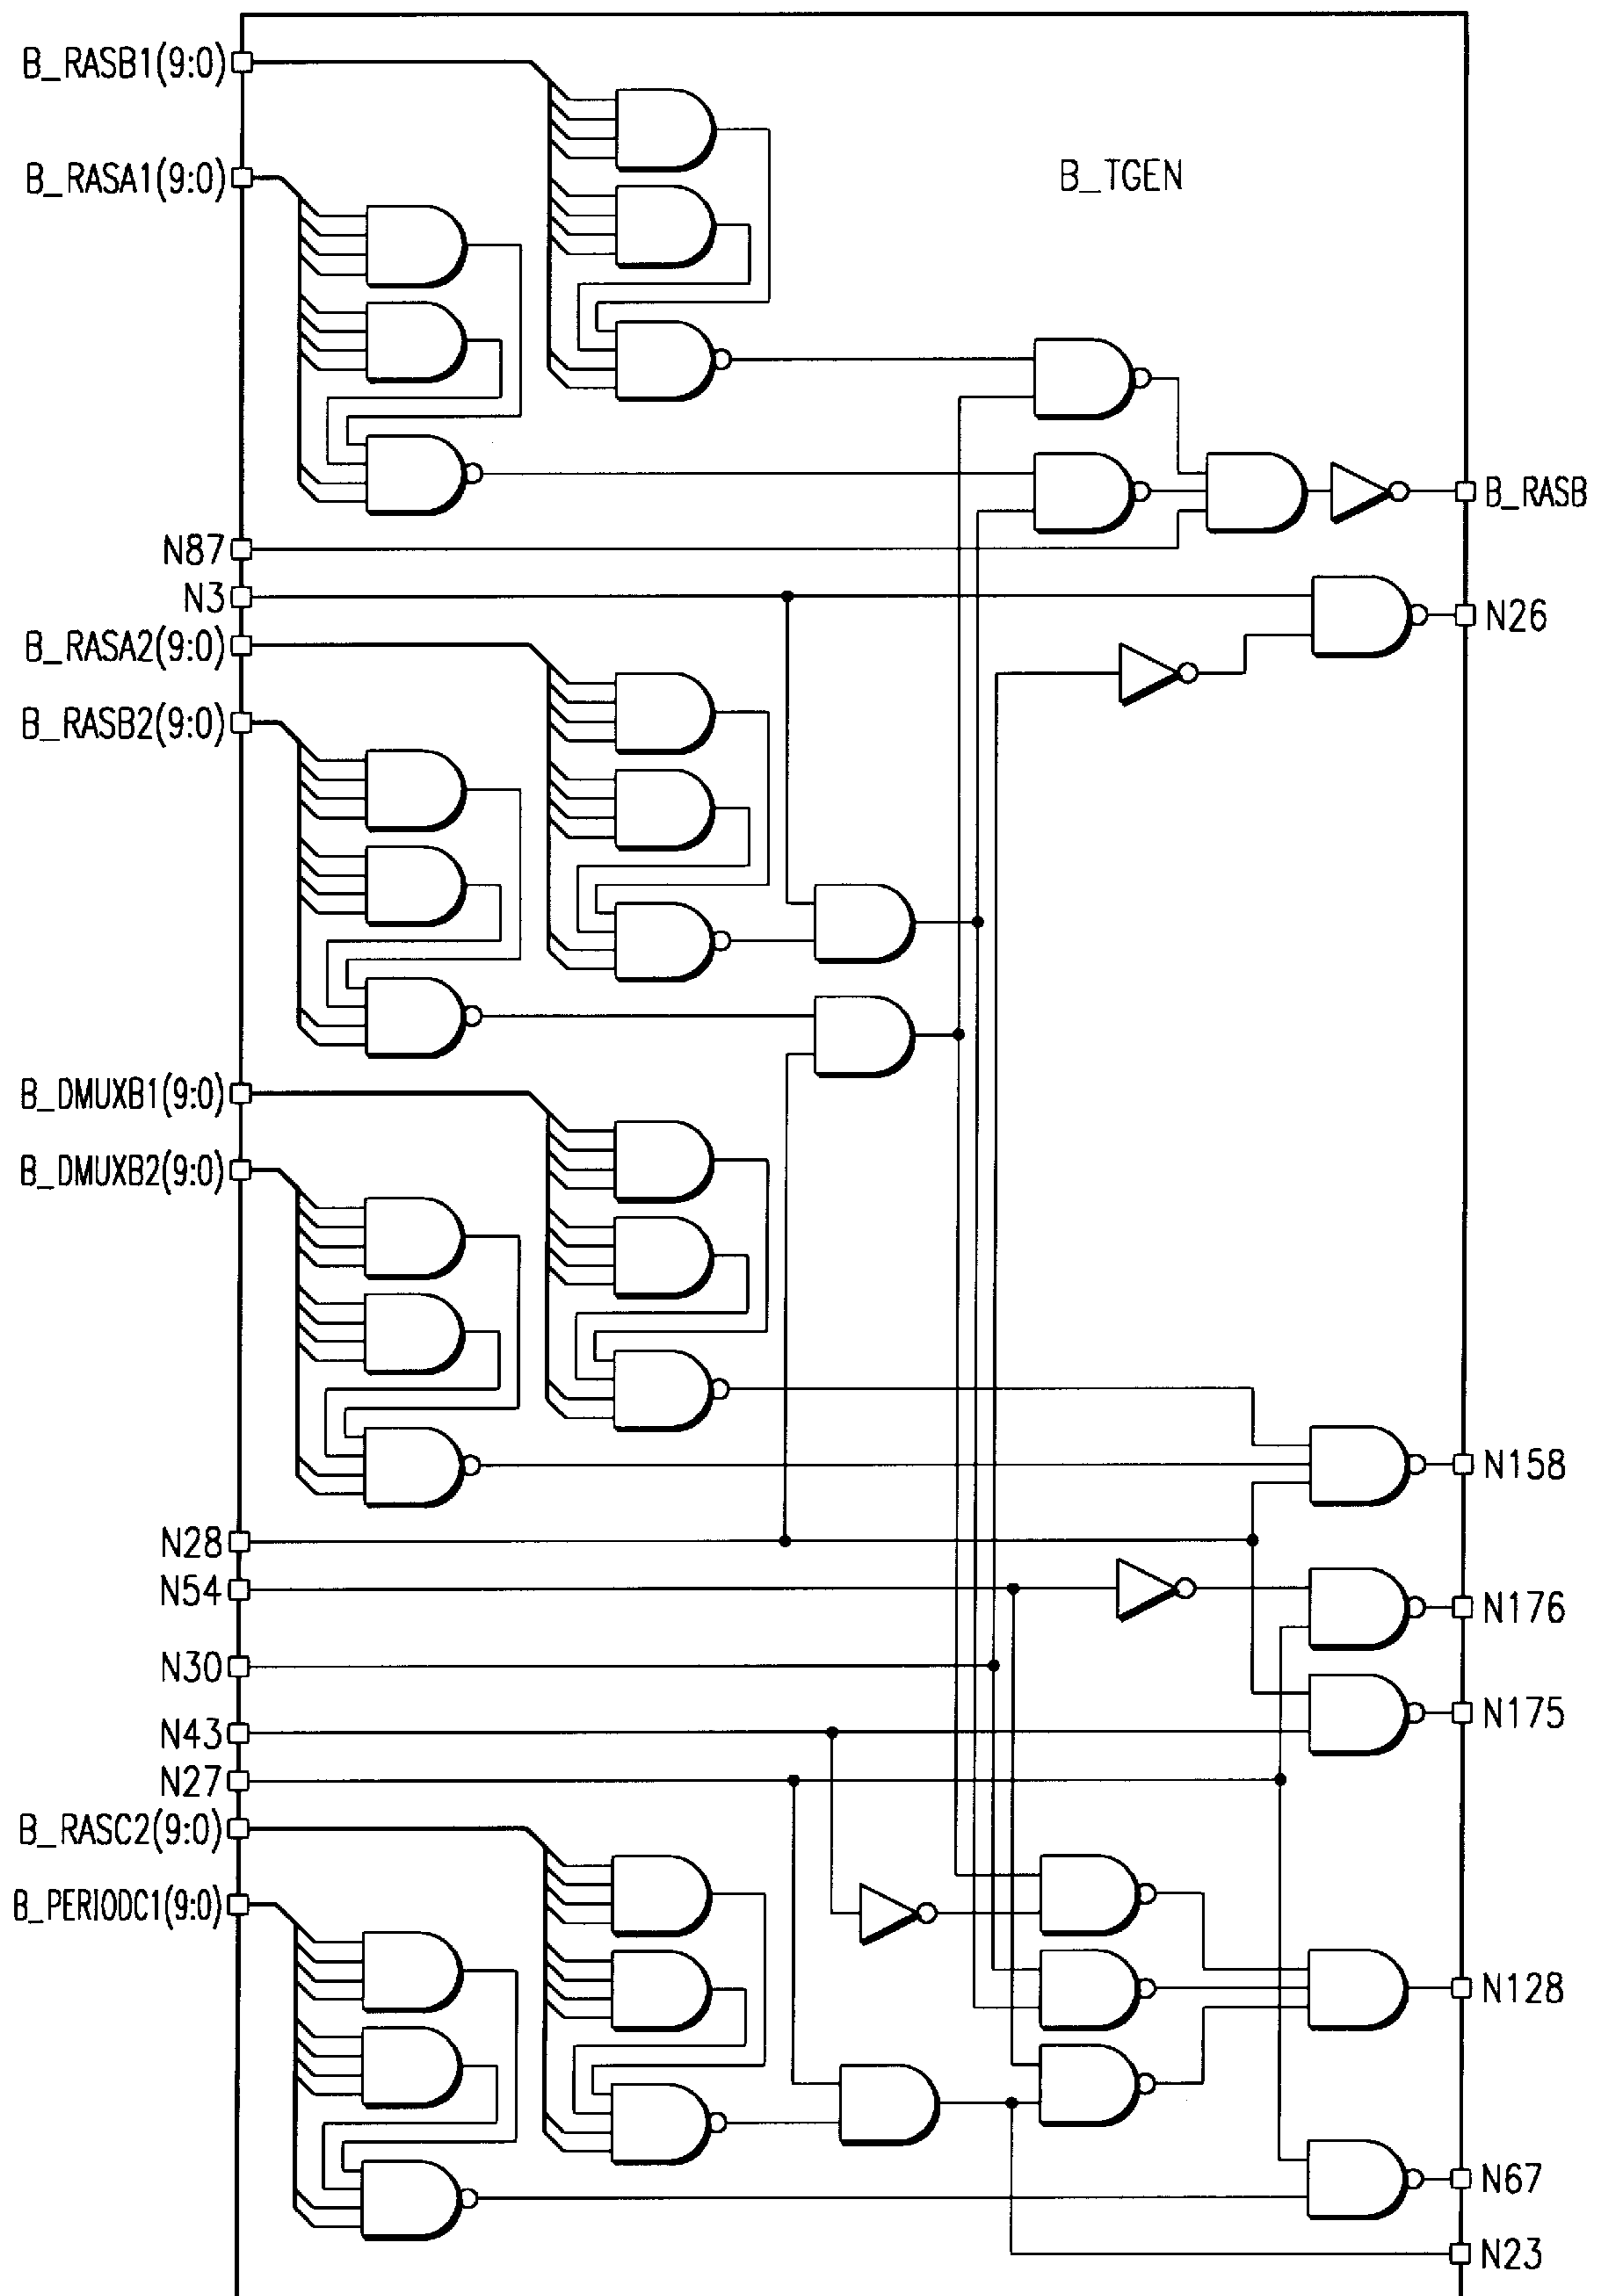 B_RASB1(9:0)
B_RASA1(9:0)
B_TGEN
B_RASB
N87
N3
N26
B_RASA2(9:0)
B_RASB2(9:0)
B_DMUXB1(9:0)
B_DMUXB2(9:0)
N158
N28
N54
N176
N30
N175
N43
N27
B_RASC2(9:0)
B_PERIODC1(9:0)
N128
N67
N23